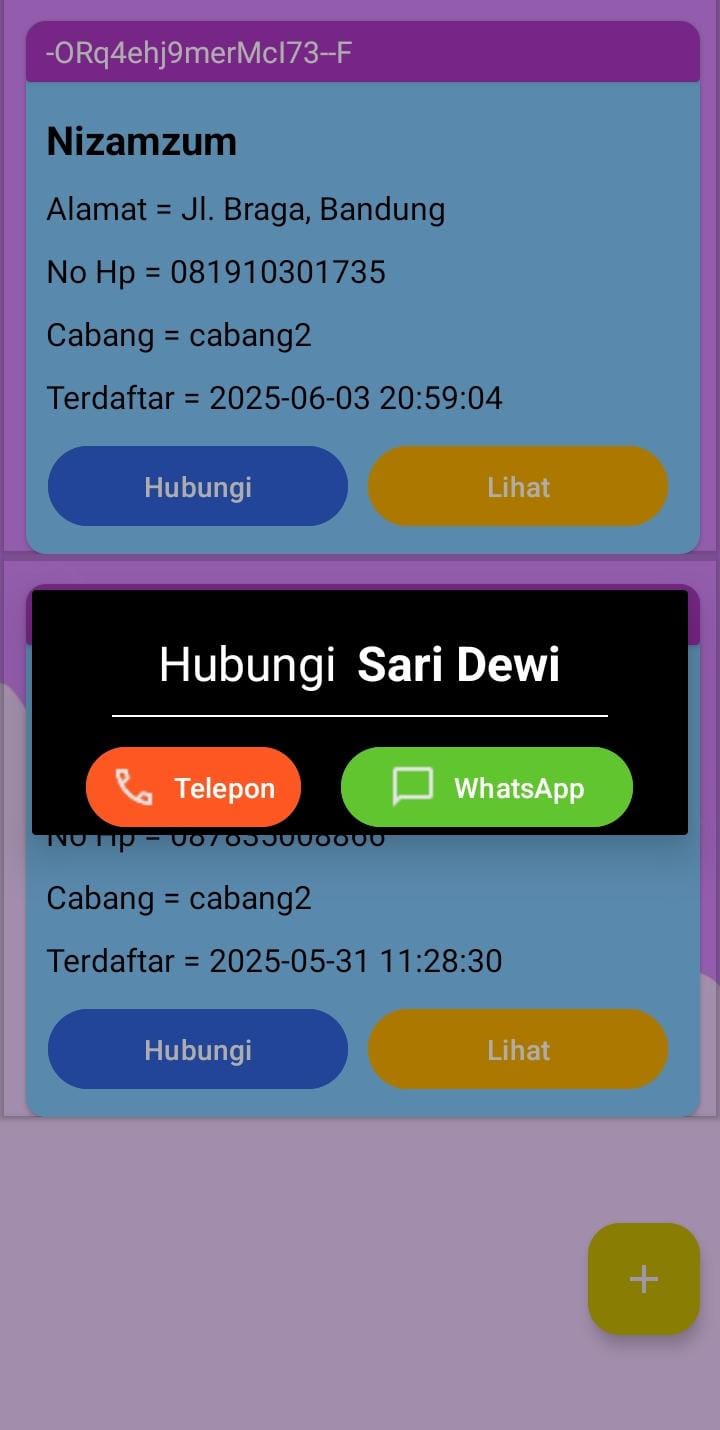 -ORq4ehj9merMcI73--F
Nizamzum
Alamat = Jl. Braga, Bandung
No Hp = 081910301735
Cabang = cabang2
Terdaftar = 2025-06-03 20:59:04
Hubungi Lihat
Hubungi Sari Dewi
Telepon WhatsApp
No Hp = 087835008866
Cabang = cabang2
Terdaftar = 2025-05-31 11:28:30
Hubungi Lihat
+